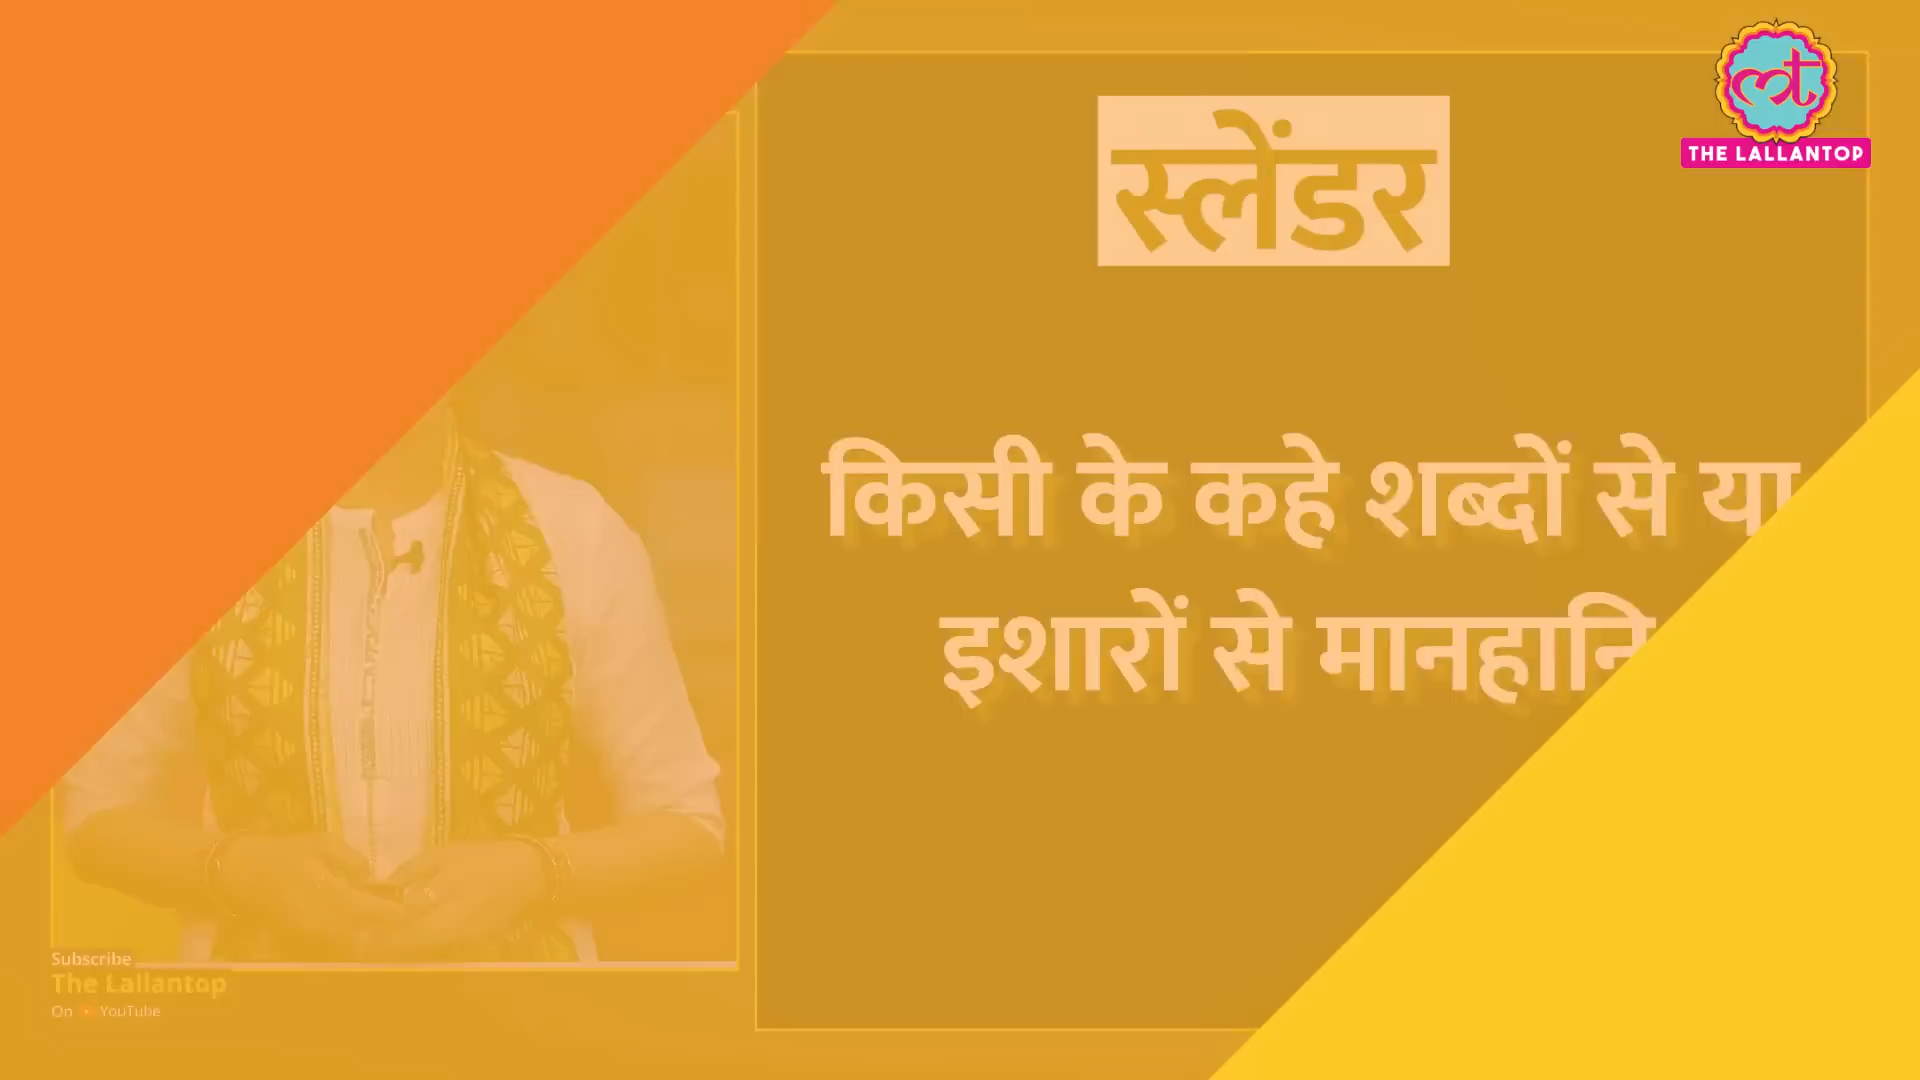 THE LALLANTOP
स्लेंडर
किसी के कहे शब्दों से या
इशारों से मानहानि
Subscribe
The Lallantop
On YouTube